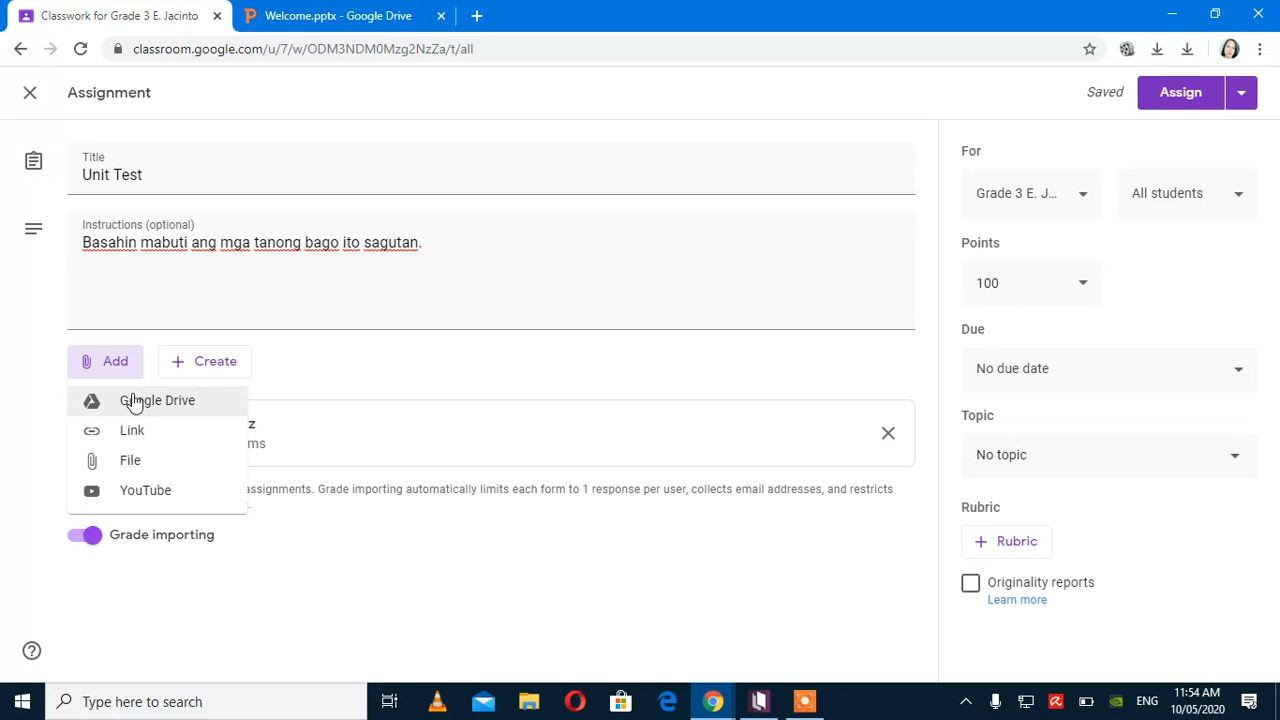 Classwork for Grade 3 E. Jacinto
Welcome.pptx - Google Drive
classroom.google.com/u/7/w/ODM3NDM0Mzg2NzZa/t/all
Assignment
Saved
Assign
Title
Unit Test
Instructions (optional)
Basahin mabuti ang mga tanong bago ito sagutan.
Add
Create
Google Drive
Link
File
YouTube
z
ms
assignments. Grade importing automatically limits each form to 1 response per user, collects email addresses, and restricts
Grade importing
For
Grade 3 E. J...
All students
Points
100
Due
No due date
Topic
No topic
Rubric
Rubric
Originality reports
Learn more
Type here to search
ENG
11:54 AM
10/05/2020